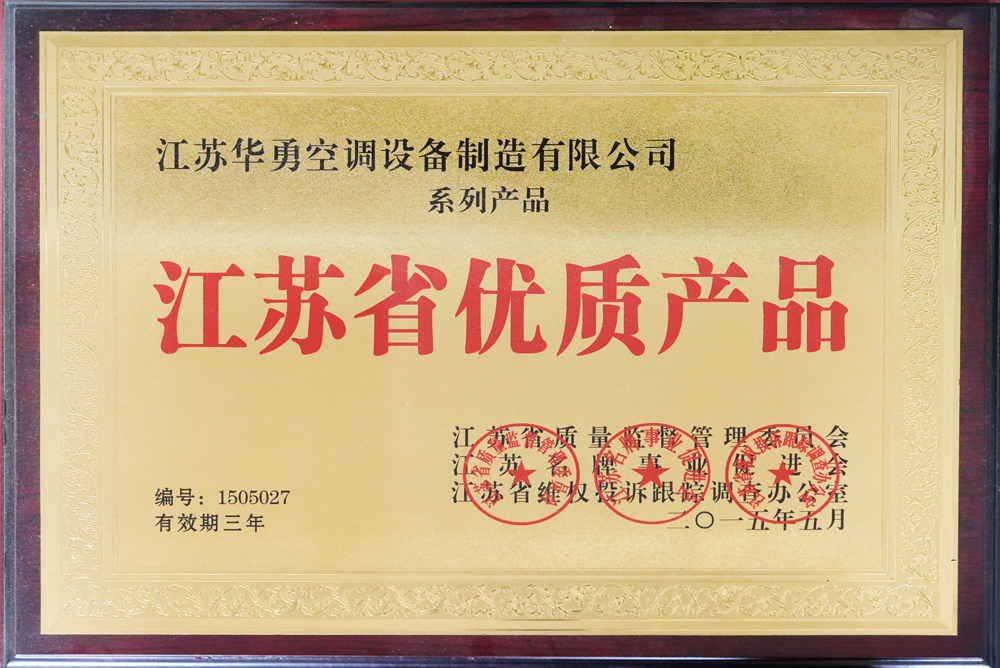 江苏华勇空调设备制造有限公司
系列产品
江苏省优质产品
江苏省质量监督管理委员会
江苏省名牌事业促进会
江苏省维权投诉跟踪调查办公室
二〇一五年五月
编号：1505027
有效期三年